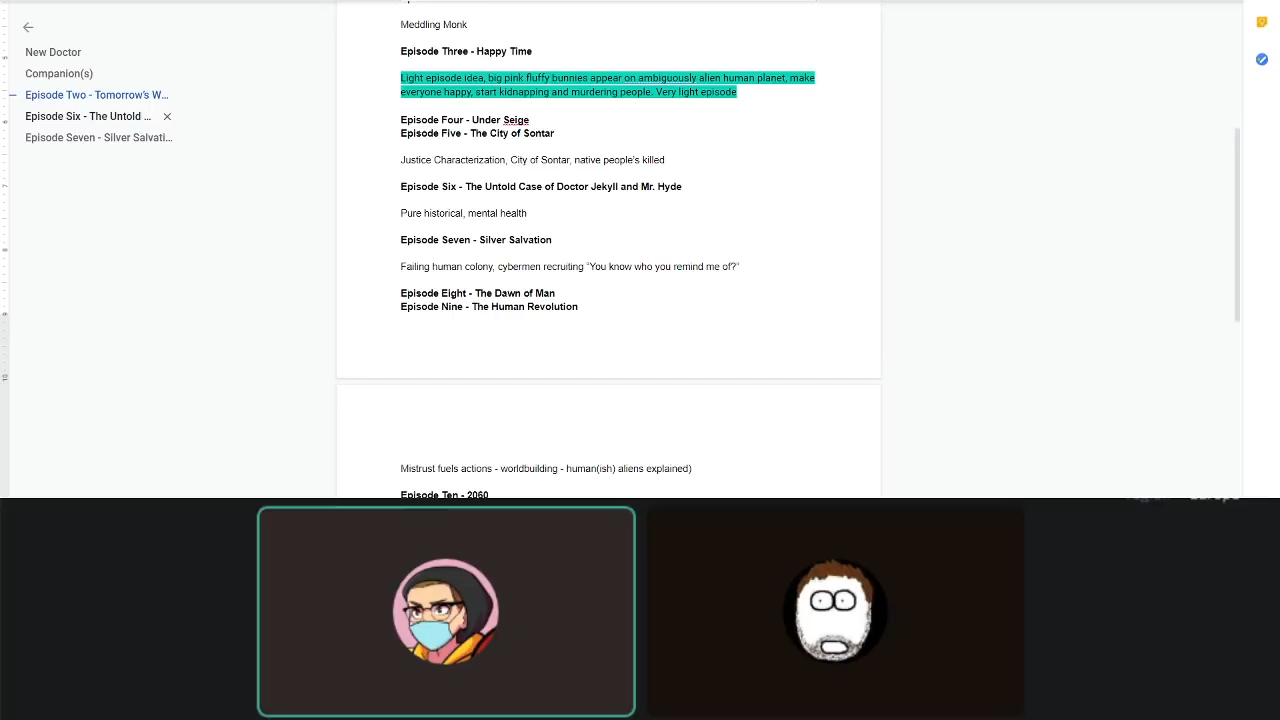 Meddling Monk
New Doctor
Companion(s)
Episode Two - Tomorrow's W...
Episode Six - The Untold ...
Episode Seven - Silver Salvati...
Episode Three - Happy Time
Light episode idea, big pink fluffy bunnies appear on ambiguously alien human planet, make
everyone happy, start kidnapping and murdering people. Very light episode
Episode Four - Under Seige
Episode Five - The City of Sontar
Justice Characterization, City of Sontar, native people's killed
Episode Six - The Untold Case of Doctor Jekyll and Mr. Hyde
Pure historical, mental health
Episode Seven - Silver Salvation
Failing human colony, cybermen recruiting "You know who you remind me of?"
Episode Eight - The Dawn of Man
Episode Nine - The Human Revolution
Mistrust fuels actions - worldbuilding - human(ish) aliens explained)
Episode Ten - 2060